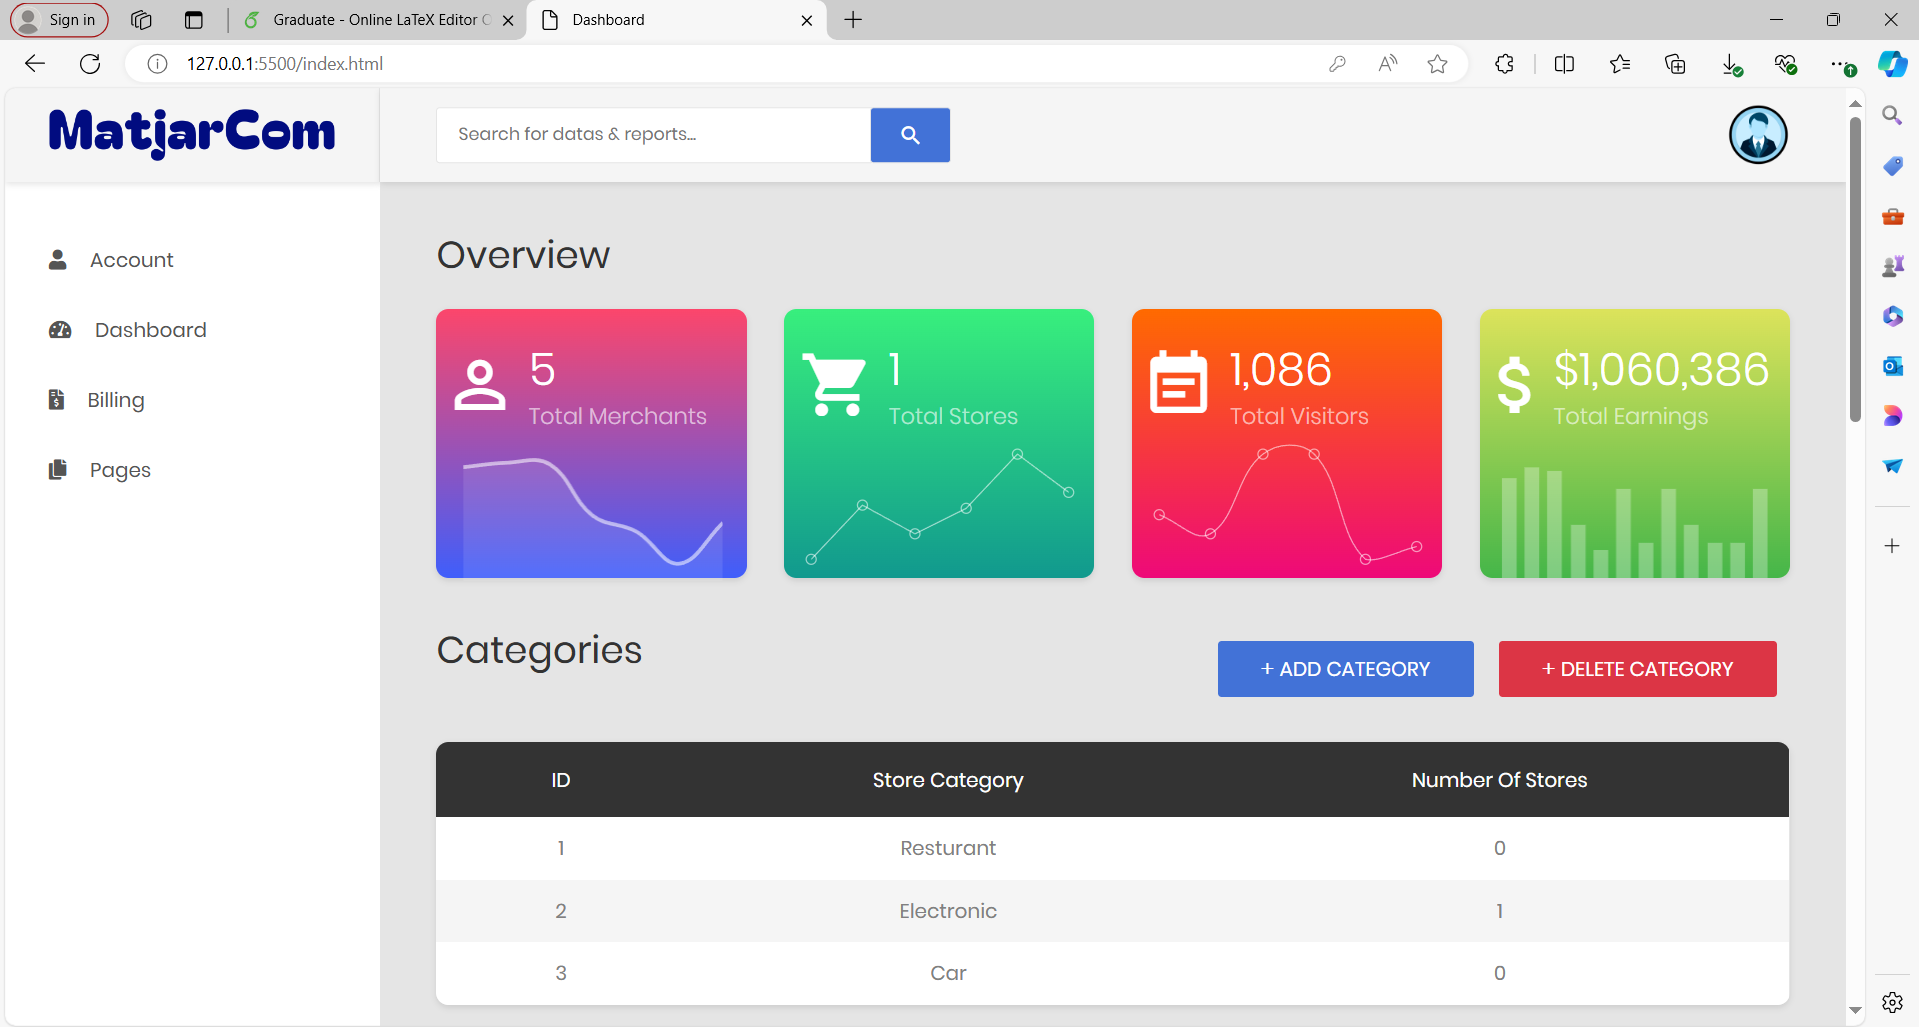 Sign in
Graduate - Online LaTeX Editor
Dashboard
127.0.0.1:5500/index.html
MatjarCom
Search for datas & reports...
Account
Dashboard
Billing
Pages
Overview
5
Total Merchants
1
Total Stores
1,086
Total Visitors
$1,060,386
Total Earnings
Categories
+ ADD CATEGORY
+ DELETE CATEGORY
ID Store Category Number Of Stores
1 Resturant 0
2 Electronic 1
3 Car 0